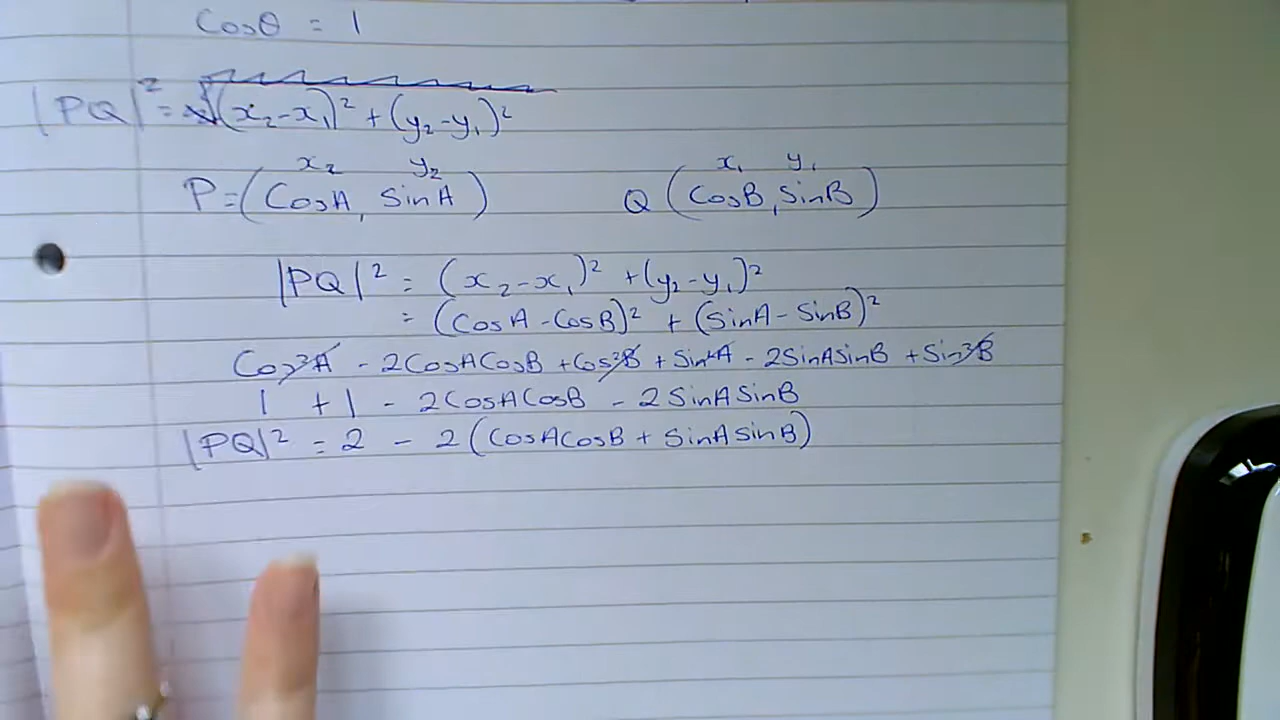 Cosθ = 1
|PQ|² = √(x₂-x₁)² + (y₂-y₁)²
x₂ y₂ x₁ y₁
P=(CosA, SinA) Q (CosB, SinB)
|PQ|² = (x₂-x₁)² + (y₂-y₁)²
= (CosA - CosB)² + (SinA - SinB)²
Cos²A - 2CosACosB + Cos²B + Sin²A - 2SinASinB + Sin²B
1 + 1 - 2CosACosB - 2SinASinB
|PQ|² = 2 - 2(CosACosB + SinASinB)